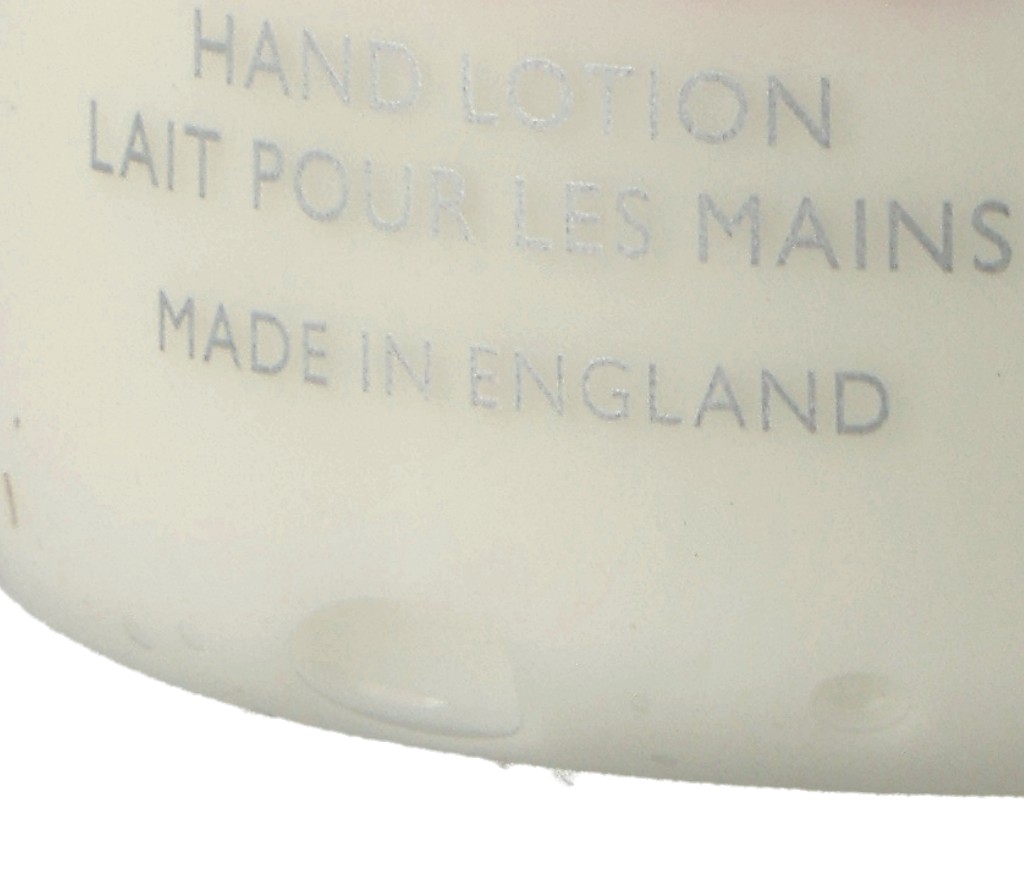 HAND LOTION
LAIT POUR LES MAINS
MADE IN ENGLAND